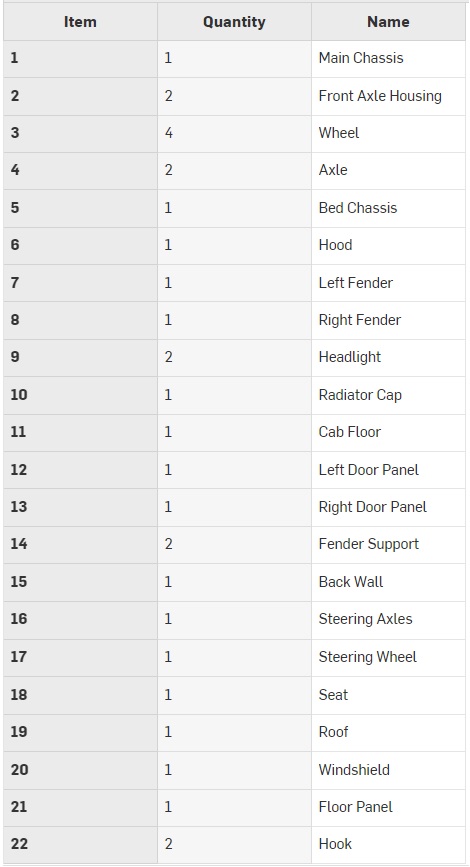 Item Quantity Name
1 1 Main Chassis
2 2 Front Axle Housing
3 4 Wheel
4 2 Axle
5 1 Bed Chassis
6 1 Hood
7 1 Left Fender
8 1 Right Fender
9 2 Headlight
10 1 Radiator Cap
11 1 Cab Floor
12 1 Left Door Panel
13 1 Right Door Panel
14 2 Fender Support
15 1 Back Wall
16 1 Steering Axles
17 1 Steering Wheel
18 1 Seat
19 1 Roof
20 1 Windshield
21 1 Floor Panel
22 2 Hook